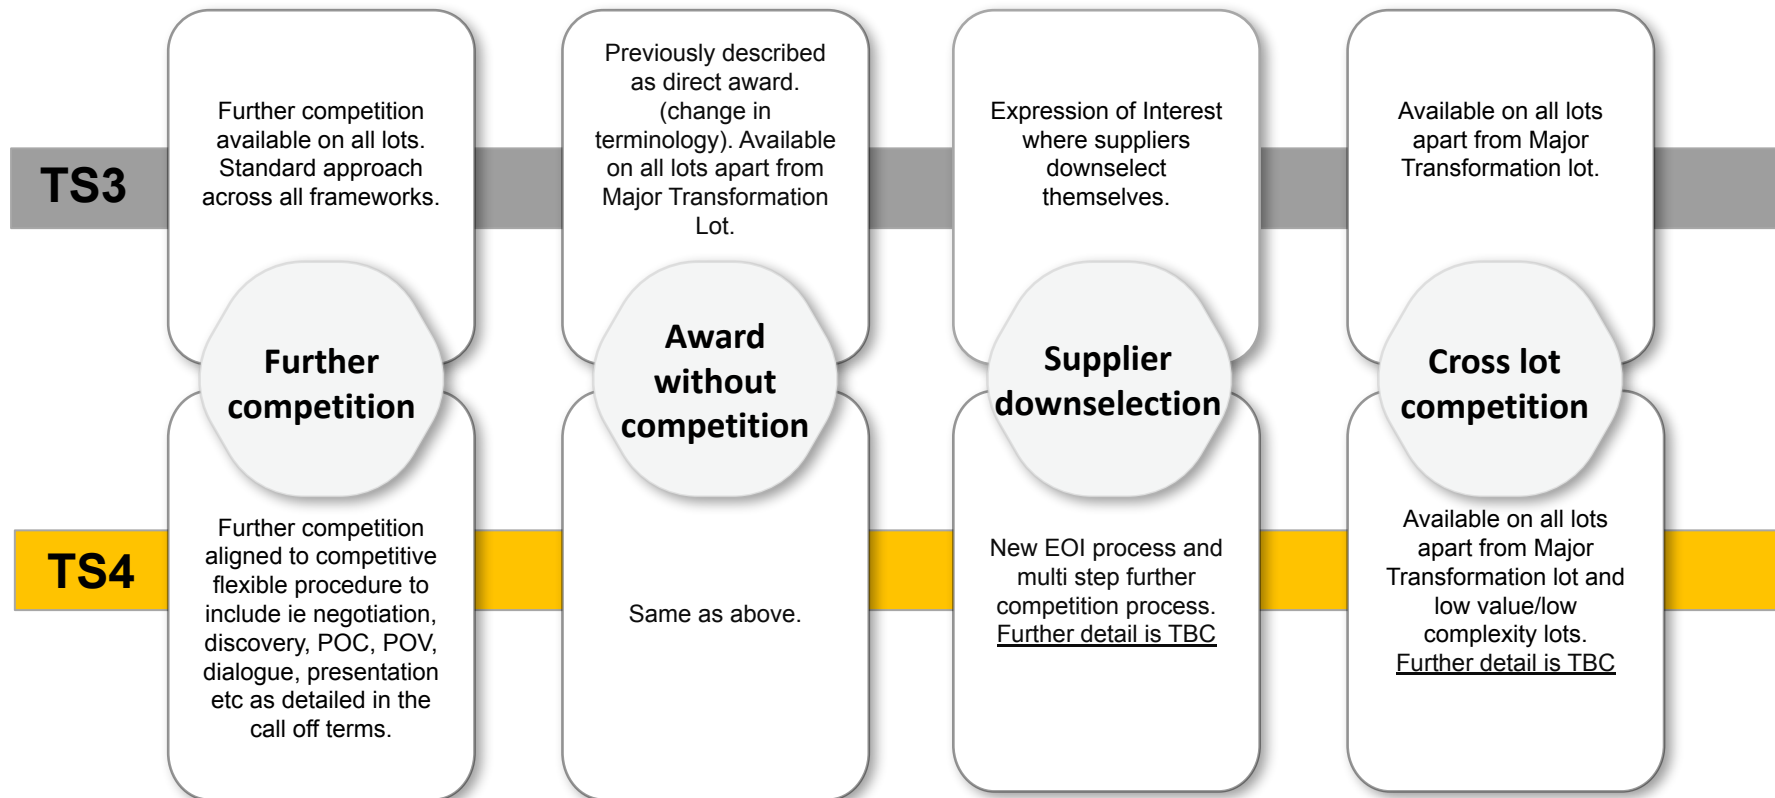 TS3
Further competition
available on all lots.
Standard approach
across all frameworks.
Previously described
as direct award.
(change in
terminology). Available
on all lots apart from
Major Transformation
Lot.
Expression of Interest
where suppliers
downselect
themselves.
Available on all lots
apart from Major
Transformation lot.
Further
competition
Award
without
competition
Supplier
downselection
Cross lot
competition
TS4
Further competition
aligned to competitive
flexible procedure to
include ie negotiation,
discovery, POC, POV,
dialogue, presentation
etc as detailed in the
call off terms.
Same as above.
New EOI process and
multi step further
competition process.
Further detail is TBC
Available on all lots
apart from Major
Transformation lot and
low value/low
complexity lots.
Further detail is TBC